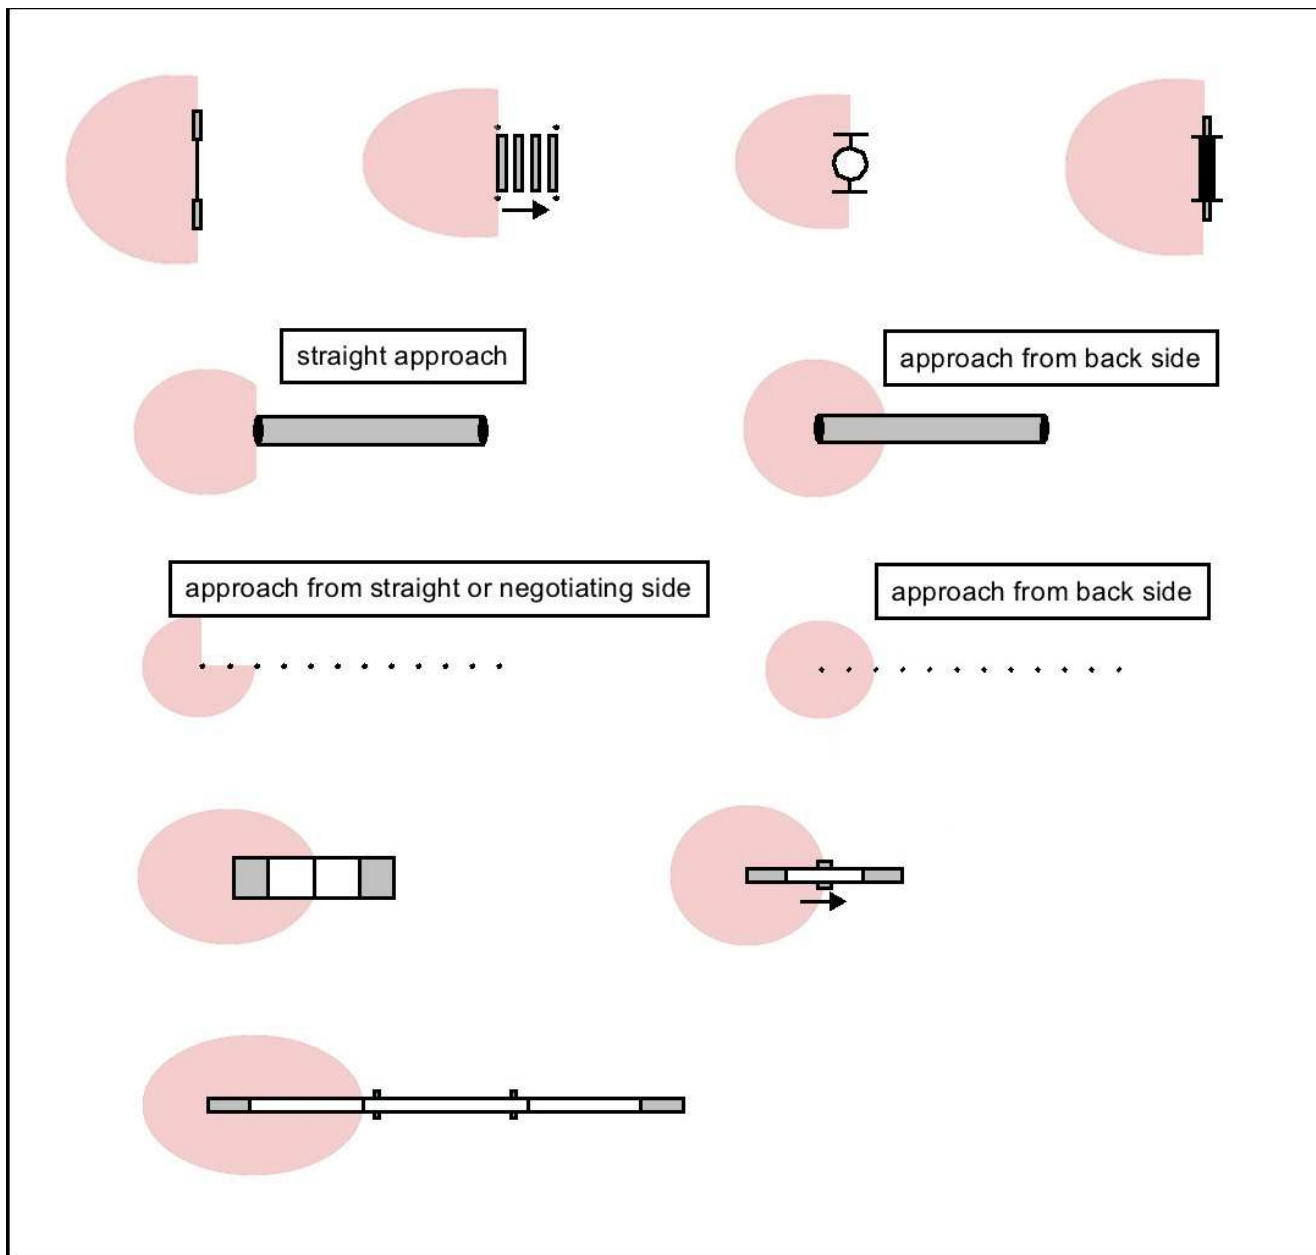 straight approach
approach from back side
approach from straight or negotiating side
approach from back side